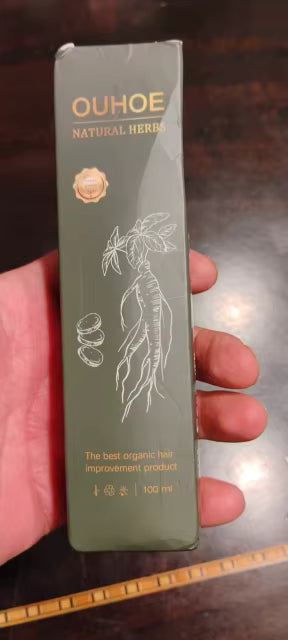 OUHOE
NATURAL HERBS
The best organic hair
improvement product
100 ml